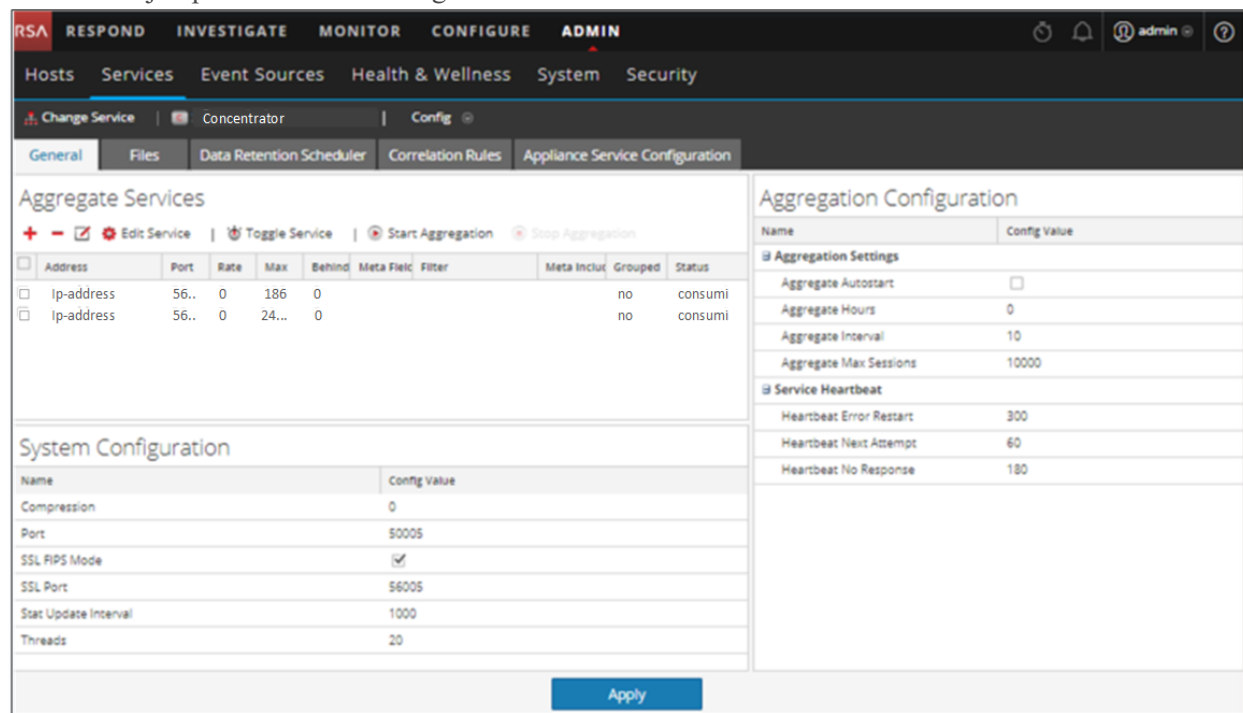 RSA RESPOND INVESTIGATE MONITOR CONFIGURE ADMIN admin ?
Hosts Services Event Sources Health & Wellness System Security
Change Service | Concentrator | Config
General Files Data Retention Scheduler Correlation Rules Appliance Service Configuration
Aggregate Services
Edit Service | Toggle Service | Start Aggregation Stop Aggregation
Address Port Rate Max Behind Meta Field Filter Meta Includ Grouped Status
Ip-address 56.. 0 186 0 no consumi
Ip-address 56.. 0 24... 0 no consumi
System Configuration
Name Config Value
Compression 0
Port 50005
SSL FIPS Mode
SSL Port 56005
Stat Update Interval 1000
Threads 20
Aggregation Configuration
Name Config Value
Aggregation Settings
Aggregate Autostart
Aggregate Hours 0
Aggregate Interval 10
Aggregate Max Sessions 10000
Service Heartbeat
Heartbeat Error Restart 300
Heartbeat Next Attempt 60
Heartbeat No Response 180
Apply